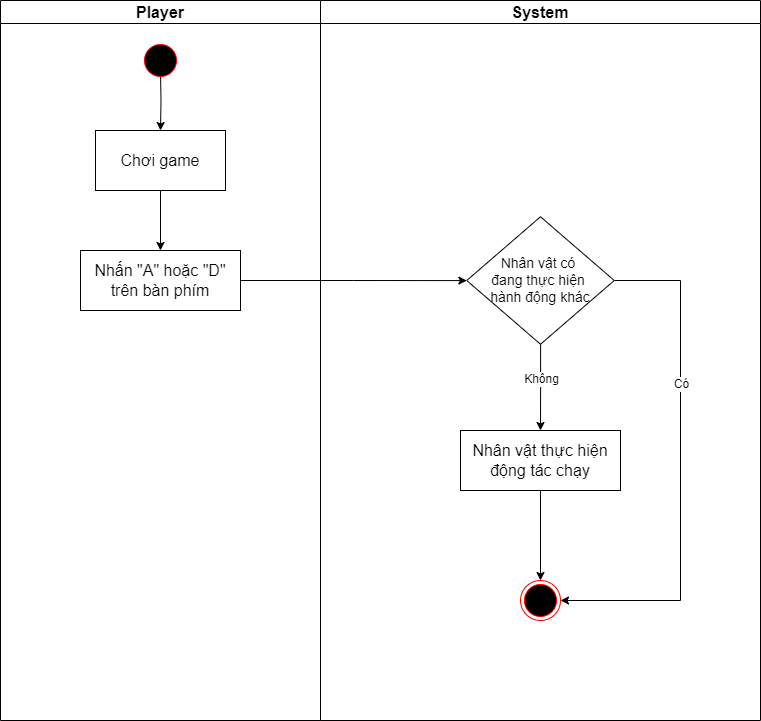 Player
System
Chơi game
Nhấn "A" hoặc "D"
trên bàn phím
Nhân vật có
đang thực hiện
hành động khác
Không
Có
Nhân vật thực hiện
động tác chạy